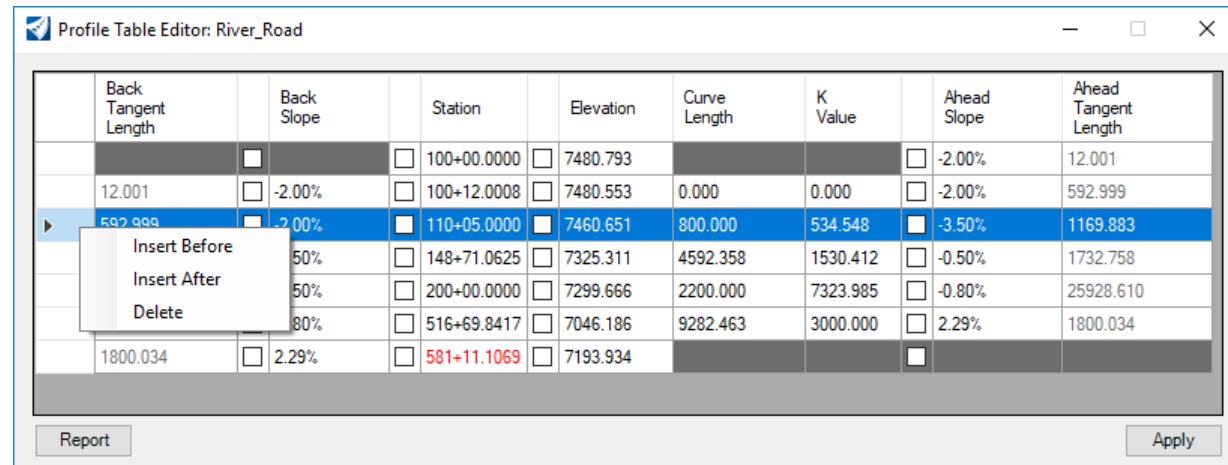 Profile Table Editor: River_Road
Back Tangent Length Back Slope Station Elevation Curve Length K Value Ahead Slope Ahead Tangent Length
100+00.0000 7480.793 -2.00% 12.001
12.001 -2.00% 100+12.0008 7480.553 0.000 0.000 -2.00% 592.999
592.999 -2.00% 110+05.0000 7460.651 800.000 534.548 -3.50% 1169.883
Insert Before
50% 148+71.0625 7325.311 4592.358 1530.412 -0.50% 1732.758
Insert After
50% 200+00.0000 7299.666 2200.000 7323.985 -0.80% 25928.610
Delete
80% 516+69.8417 7046.186 9282.463 3000.000 2.29% 1800.034
1800.034 2.29% 581+11.1069 7193.934
Report Apply